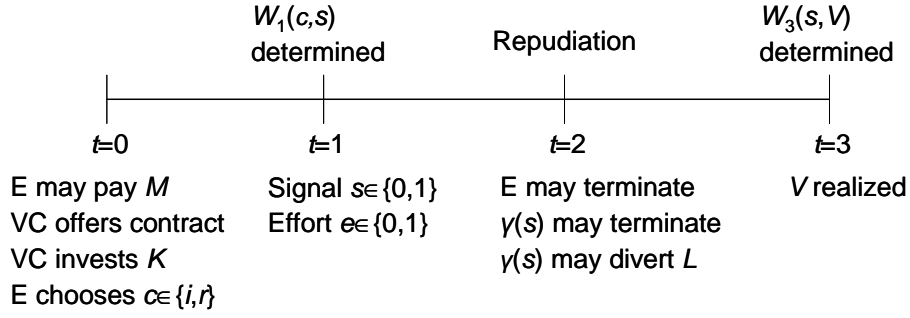 W₁(c,s)
determined
Repudiation
W₃(s,V)
determined
t=0
t=1
t=2
t=3
E may pay M
VC offers contract
VC invests K
E chooses c∈{i,r}
Signal s∈{0,1}
Effort e∈{0,1}
E may terminate
γ(s) may terminate
γ(s) may divert L
V realized